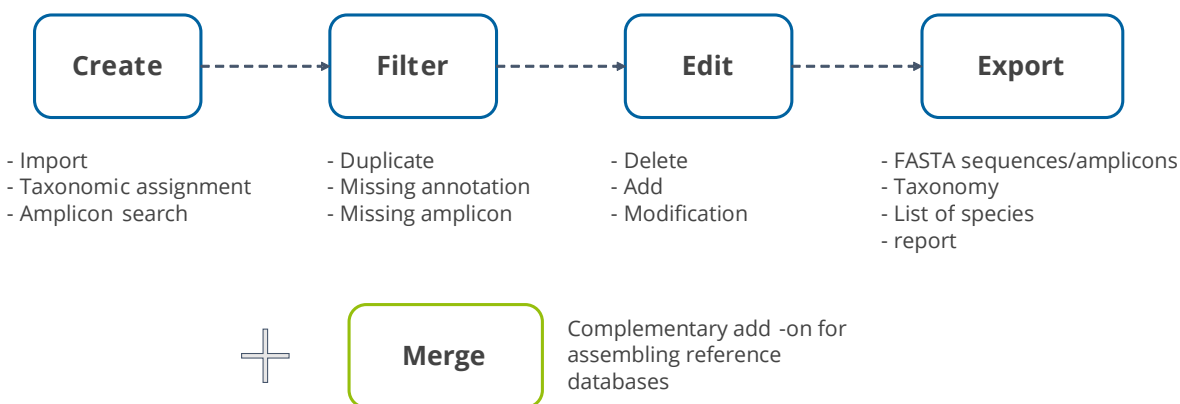 Create
Filter
Edit
Export
- Import
- Taxonomic assignment
- Amplicon search
- Duplicate
- Missing annotation
- Missing amplicon
- Delete
- Add
- Modification
- FASTA sequences/amplicons
- Taxonomy
- List of species
- report
Merge
Complementary add -on for
assembling reference
databases